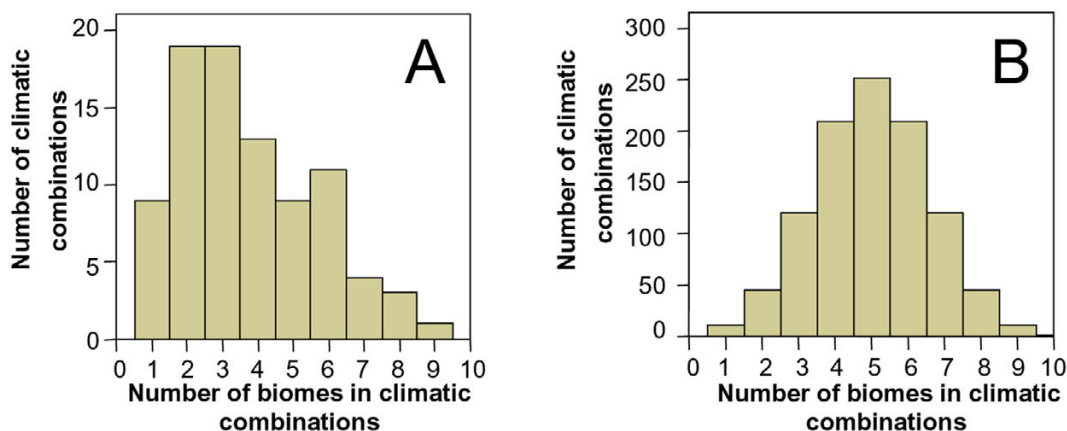 A
Number of climatic
combinations
20
15
10
5
0
0 1 2 3 4 5 6 7 8 9 10
Number of biomes in climatic
combinations
B
Number of climatic
combinations
300
250
200
150
100
50
0
0 1 2 3 4 5 6 7 8 9 10
Number of biomes in climatic
combinations